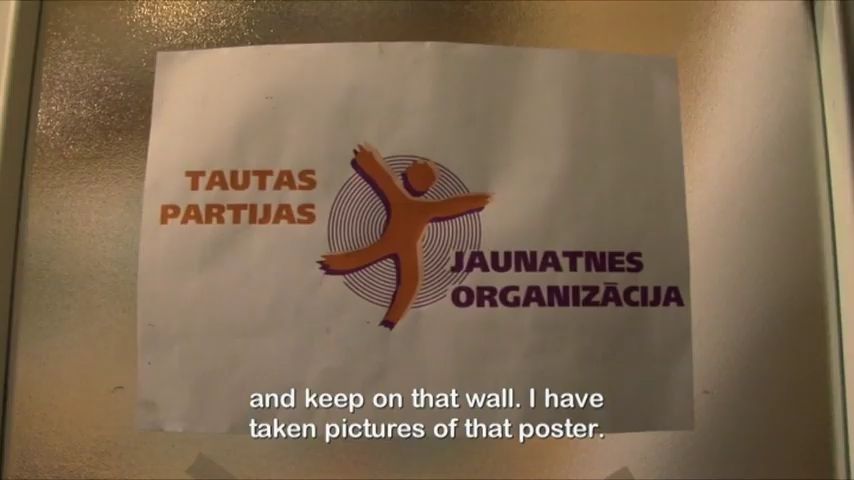 TAUTAS
PARTIJAS
JAUNATNES
ORGANIZĀCIJA
and keep on that wall. I have
taken pictures of that poster.